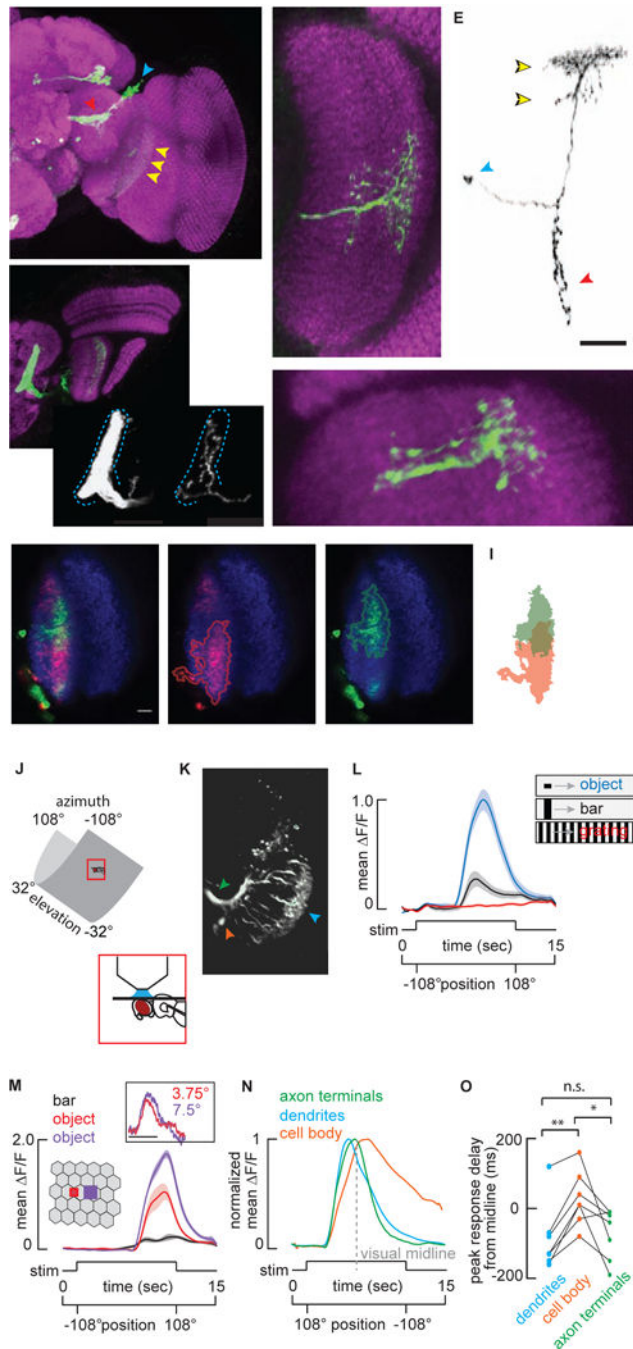 E
I
J
azimuth
108° -108°
32°
elevation
-32°
K
L
1.0
mean ΔF/F
0
stim
0 time (sec) 15
-108° position 108°
object
bar
grating
M
bar
object
object
3.75°
7.5°
2.0
mean ΔF/F
0
stim
0 time (sec) 15
-108° position 108°
N
axon terminals
dendrites
cell body
1
normalized
mean ΔF/F
0
visual midline
stim
0 time (sec) 15
108° position -108°
O
n.s.
** *
200
0
-200
peak response delay
from midline (ms)
dendrites
cell body
axon terminals